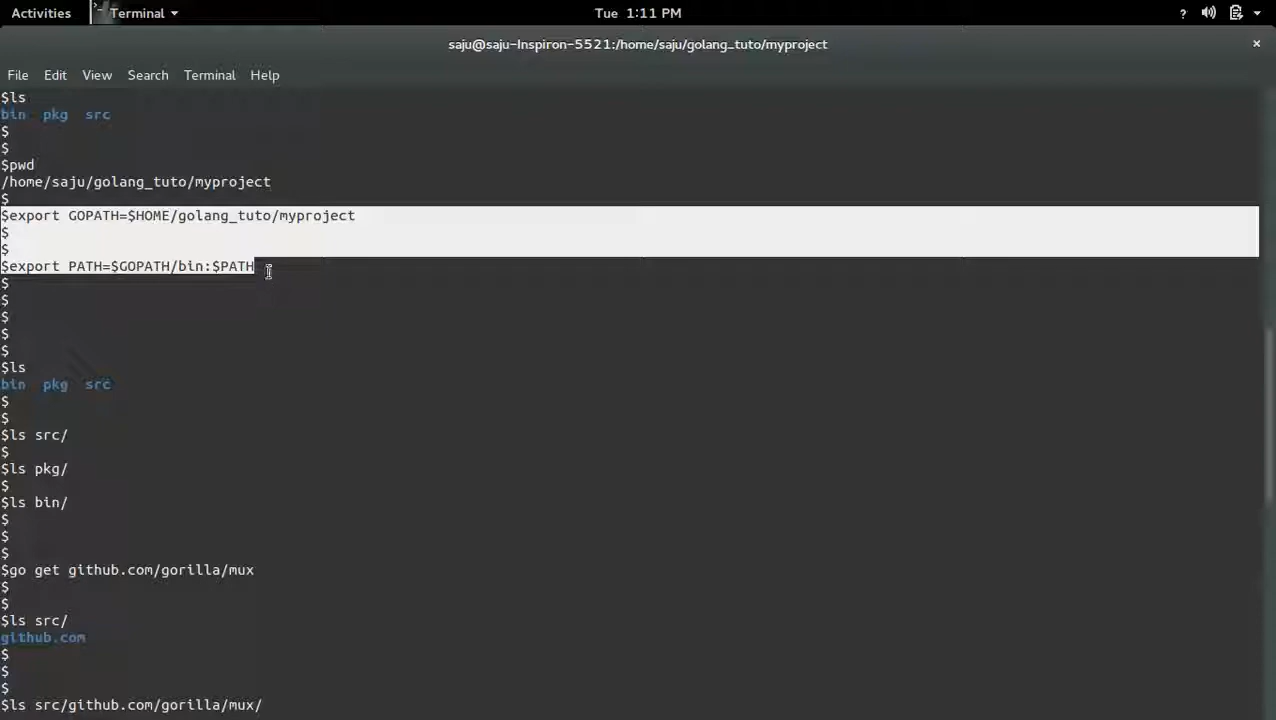 Activities Terminal Tue 1:11 PM ?
saju@saju-Inspiron-5521:/home/saju/golang_tuto/myproject ×
File Edit View Search Terminal Help
$ls
bin pkg src
$
$
$pwd
/home/saju/golang_tuto/myproject
$
$export GOPATH=$HOME/golang_tuto/myproject
$
$
$export PATH=$GOPATH/bin:$PATH
$
$
$
$
$
$ls
bin pkg src
$
$
$ls src/
$
$ls pkg/
$
$ls bin/
$
$
$
$go get github.com/gorilla/mux
$
$
$ls src/
github.com
$
$
$
$ls src/github.com/gorilla/mux/